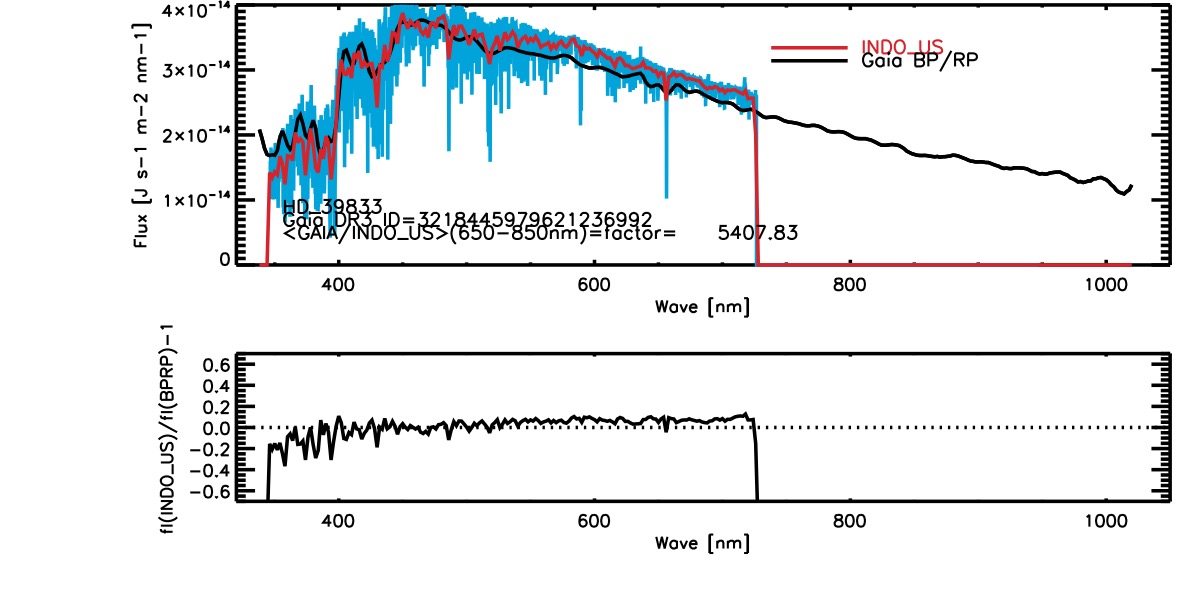 4×10−14
3×10−14
2×10−14
1×10−14
0
Flux [J s−1 m−2 nm−1]
INDO_US
Gaia BP/RP
HD_39833
Gaia DR3 ID=3218445979621236992
<GAIA/INDO_US>(650−850nm)=factor= 5407.83
400 600 800 1000
Wave [nm]
fl(INDO_US)/fl(BPRP)−1
0.6
0.4
0.2
0.0
−0.2
−0.4
−0.6
400 600 800 1000
Wave [nm]